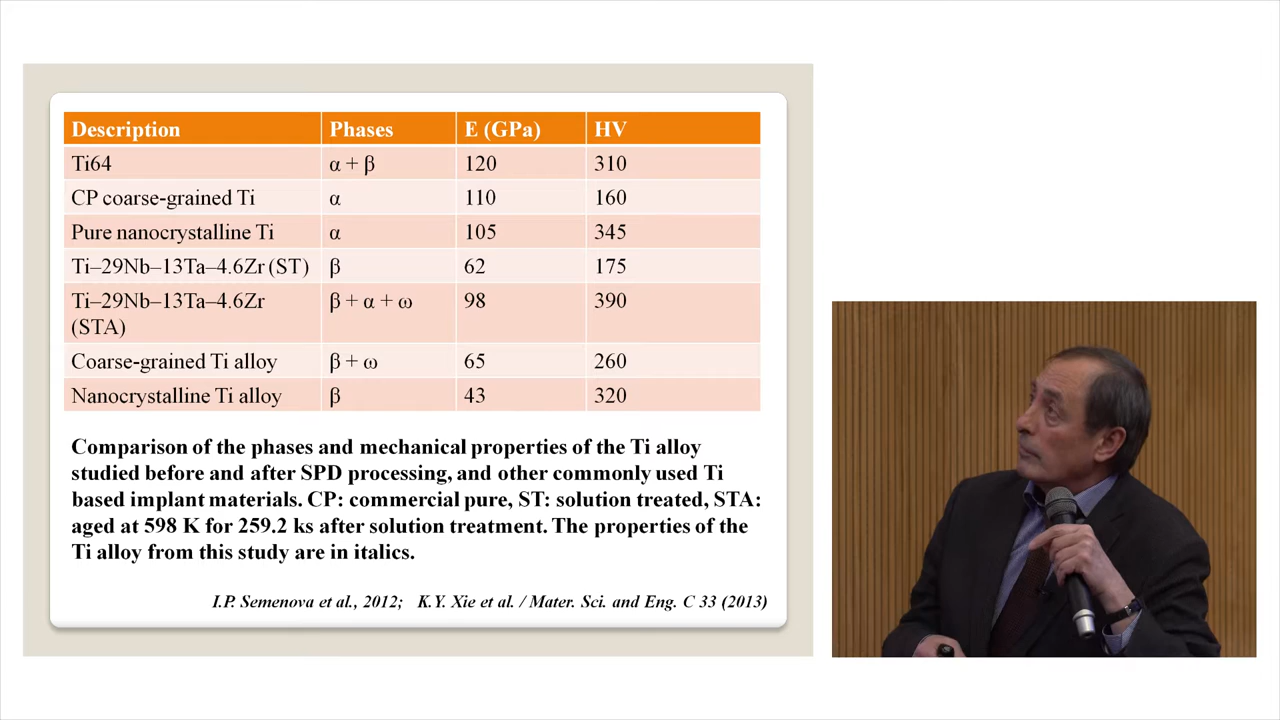 Description Phases E (GPa) HV
Ti64 α + β 120 310
CP coarse-grained Ti α 110 160
Pure nanocrystalline Ti α 105 345
Ti–29Nb–13Ta–4.6Zr (ST) β 62 175
Ti–29Nb–13Ta–4.6Zr β + α + ω 98 390
(STA)
Coarse-grained Ti alloy β + ω 65 260
Nanocrystalline Ti alloy β 43 320
Comparison of the phases and mechanical properties of the Ti alloy
studied before and after SPD processing, and other commonly used Ti
based implant materials. CP: commercial pure, ST: solution treated, STA:
aged at 598 K for 259.2 ks after solution treatment. The properties of the
Ti alloy from this study are in italics.
I.P. Semenova et al., 2012; K.Y. Xie et al. / Mater. Sci. and Eng. C 33 (2013)